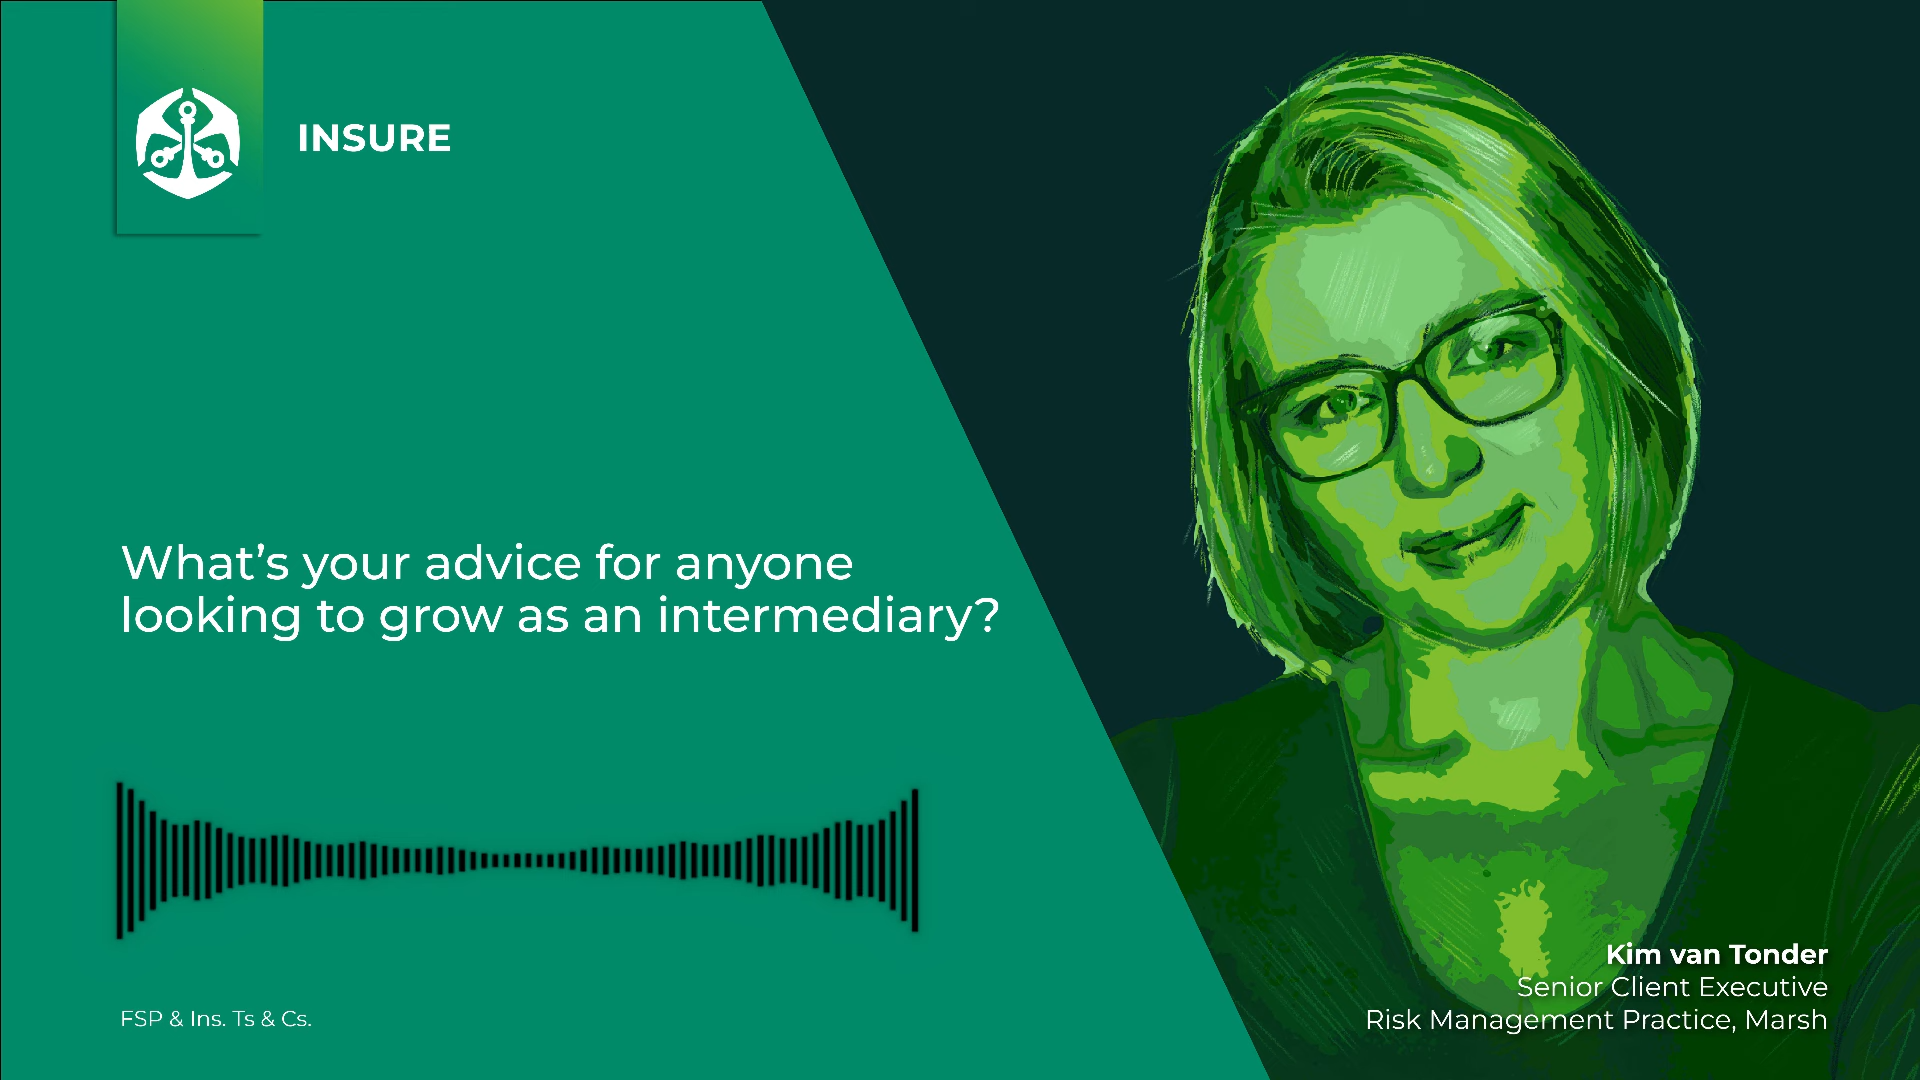 INSURE
What’s your advice for anyone
looking to grow as an intermediary?
Kim van Tonder
Senior Client Executive
Risk Management Practice, Marsh
FSP & Ins. Ts & Cs.